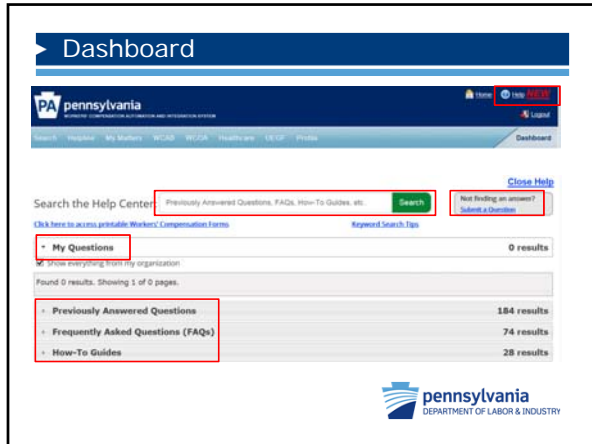 Dashboard
Home Help NEW
PA pennsylvania
WORKERS' COMPENSATION AUTOMATION AND INTEGRATION SYSTEM
Logout
Search Helpline My Matters WCAB WCOA Healthcare UEGF Profile Dashboard
Close Help
Search the Help Center: Previously Answered Questions, FAQs, How-To Guides, etc. Search
Not finding an answer?
Submit a Question
Click here to access printable Workers' Compensation Forms Keyword Search Tips
My Questions 0 results
Show everything from my organization
Found 0 results. Showing 1 of 0 pages.
Previously Answered Questions 184 results
Frequently Asked Questions (FAQs) 74 results
How-To Guides 28 results
pennsylvania
DEPARTMENT OF LABOR & INDUSTRY